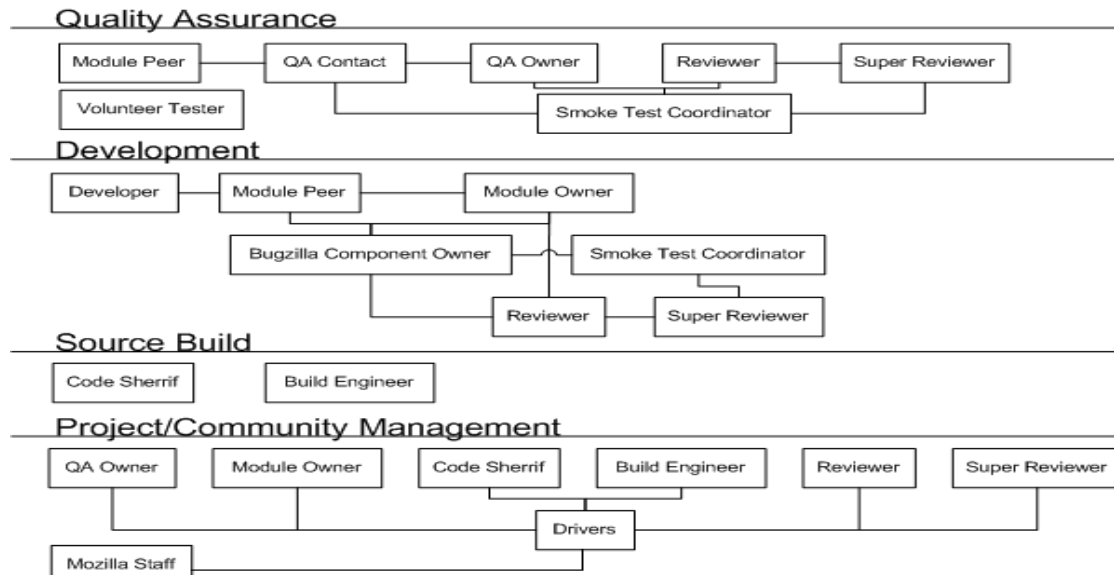 Quality Assurance
Module Peer
QA Contact
QA Owner
Reviewer
Super Reviewer
Volunteer Tester
Smoke Test Coordinator
Development
Developer
Module Peer
Module Owner
Bugzilla Component Owner
Smoke Test Coordinator
Reviewer
Super Reviewer
Source Build
Code Sherrif
Build Engineer
Project/Community Management
QA Owner
Module Owner
Code Sherrif
Build Engineer
Reviewer
Super Reviewer
Drivers
Mozilla Staff